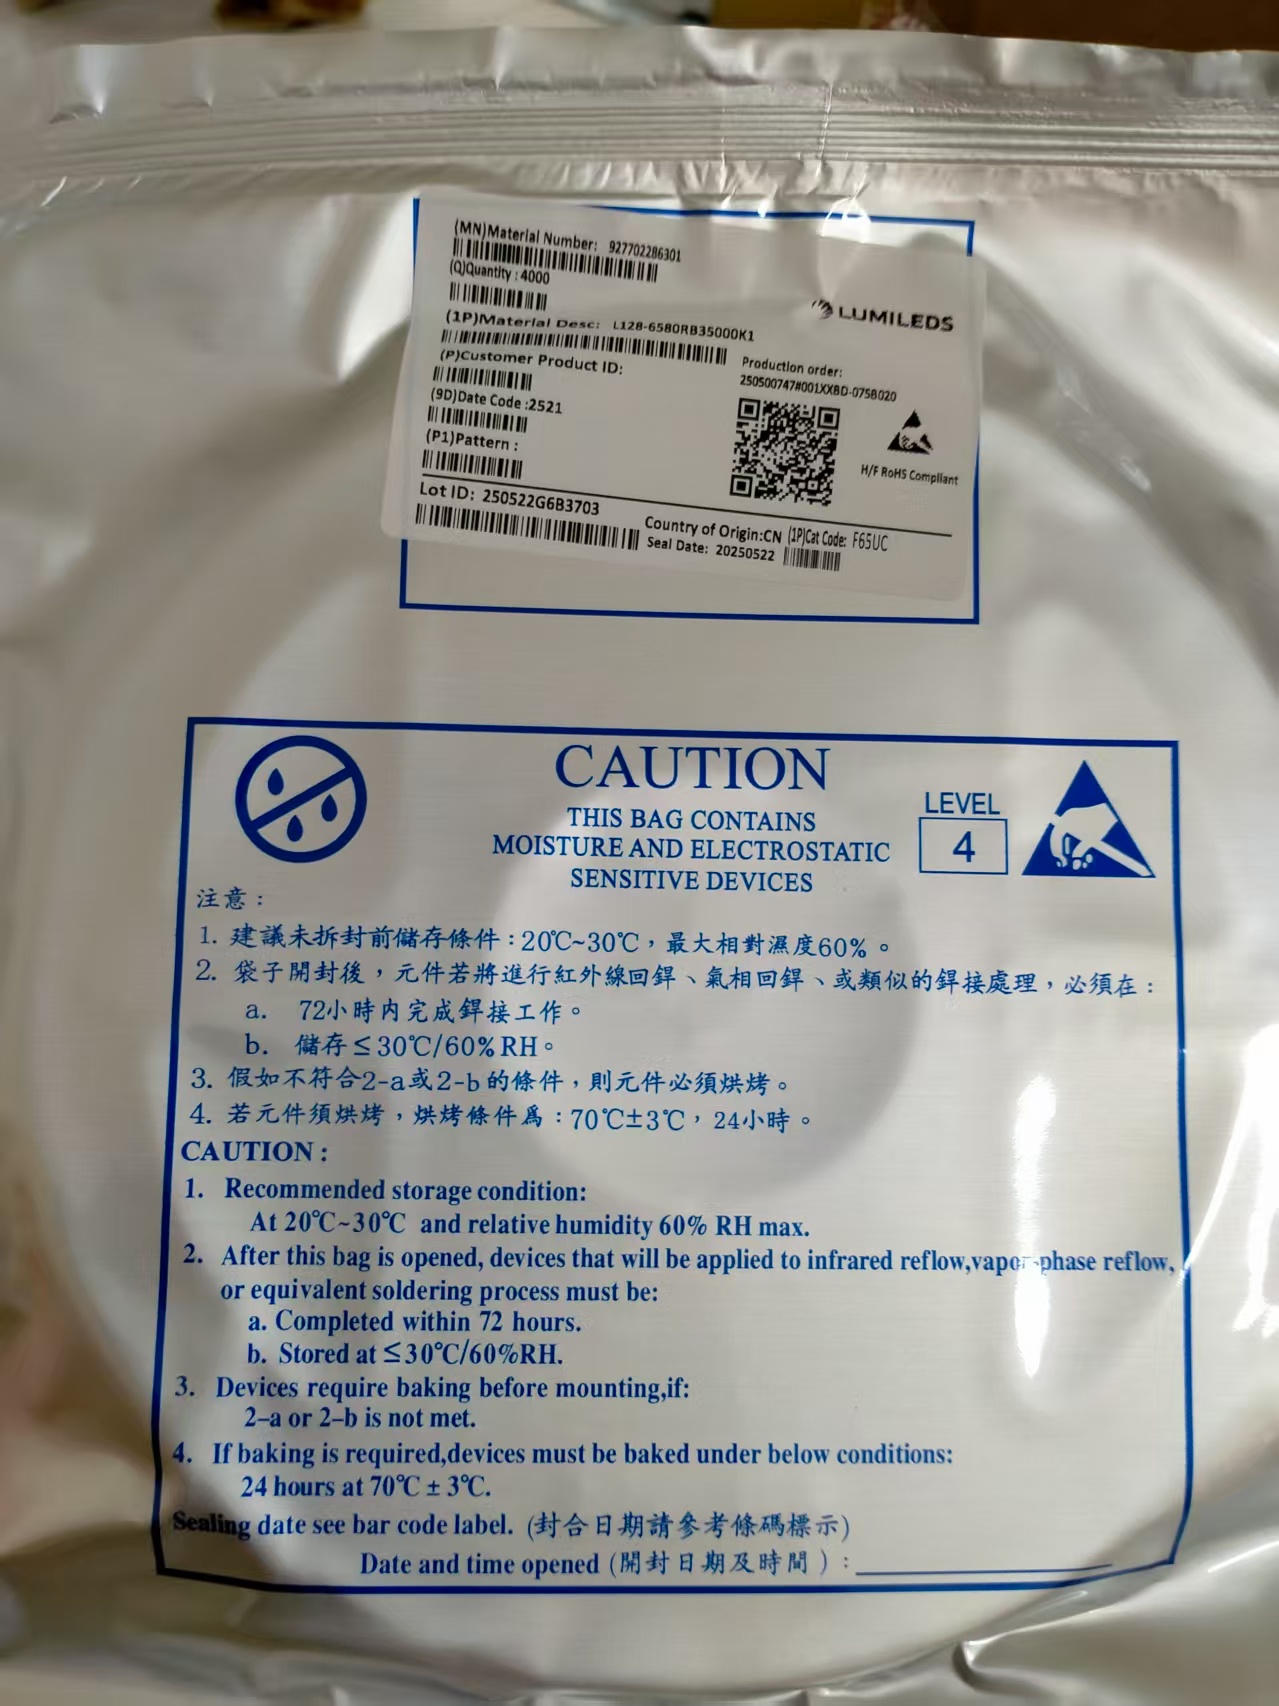 (MN)Material Number: 927702286301
(Q)Quantity : 4000
LUMILEDS
(1P)Material Desc: L128-6580RB35000K1
(P)Customer Product ID:
Production order:
250500747#001XXBD-075B020
(9D)Date Code :2521
(P1)Pattern :
H/F RoHS Compliant
Lot ID: 250522G6B3703
Country of Origin:CN (1P)Cat Code: F65UC
Seal Date: 20250522
CAUTION
THIS BAG CONTAINS
MOISTURE AND ELECTROSTATIC
SENSITIVE DEVICES
LEVEL
4
注意：
1. 建議未拆封前儲存條件：20℃~30℃，最大相對濕度60%。
2. 袋子開封後，元件若將進行紅外線回銲、氣相回銲、或類似的銲接處理，必須在：
a. 72小時內完成銲接工作。
b. 儲存≦30℃/60%RH。
3. 假如不符合2-a或2-b的條件，則元件必須烘烤。
4. 若元件須烘烤，烘烤條件爲：70℃±3℃，24小時。
CAUTION :
1. Recommended storage condition:
At 20℃~30℃ and relative humidity 60% RH max.
2. After this bag is opened, devices that will be applied to infrared reflow,vapor-phase reflow,
or equivalent soldering process must be:
a. Completed within 72 hours.
b. Stored at ≦30℃/60%RH.
3. Devices require baking before mounting,if:
2-a or 2-b is not met.
4. If baking is required,devices must be baked under below conditions:
24 hours at 70℃ ± 3℃.
Sealing date see bar code label. (封合日期請參考條碼標示)
Date and time opened (開封日期及時間 ) :